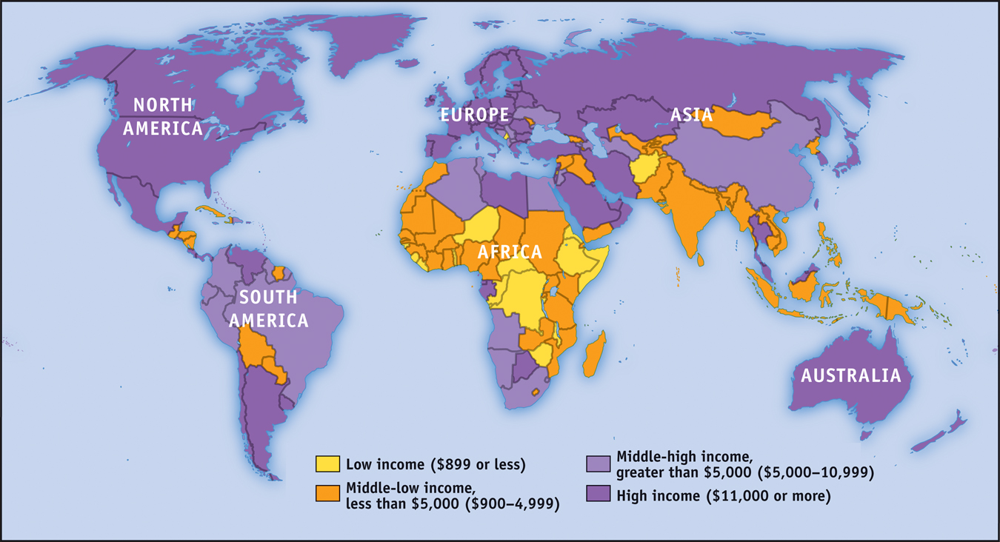 NORTH
AMERICA
EUROPE
ASIA
AFRICA
SOUTH
AMERICA
AUSTRALIA
Low income ($899 or less)
Middle-low income,
less than $5,000 ($900–4,999)
Middle-high income,
greater than $5,000 ($5,000–10,999)
High income ($11,000 or more)